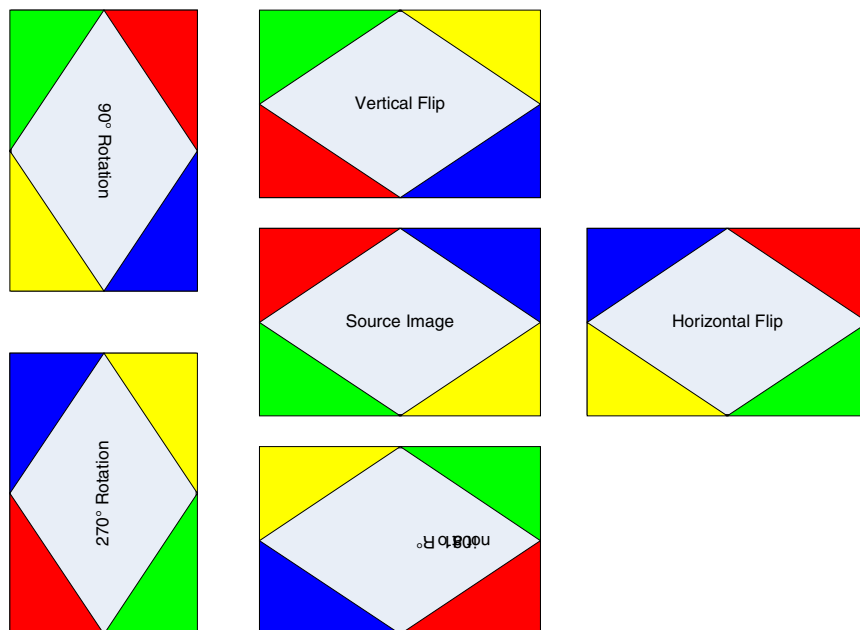 90° Rotation
Vertical Flip
Source Image
Horizontal Flip
270° Rotation